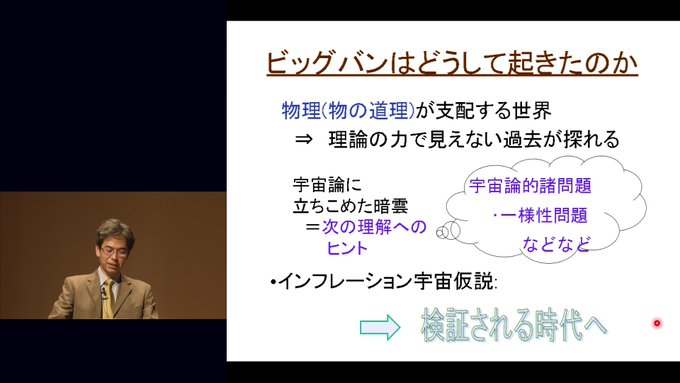 ビッグバンはどうして起きたのか
物理(物の道理)が支配する世界
⇒ 理論の力で見えない過去が探れる
宇宙論に
立ちこめた暗雲
＝次の理解への
ヒント
宇宙論的諸問題
・一様性問題
などなど
•インフレーション宇宙仮説:
検証される時代へ